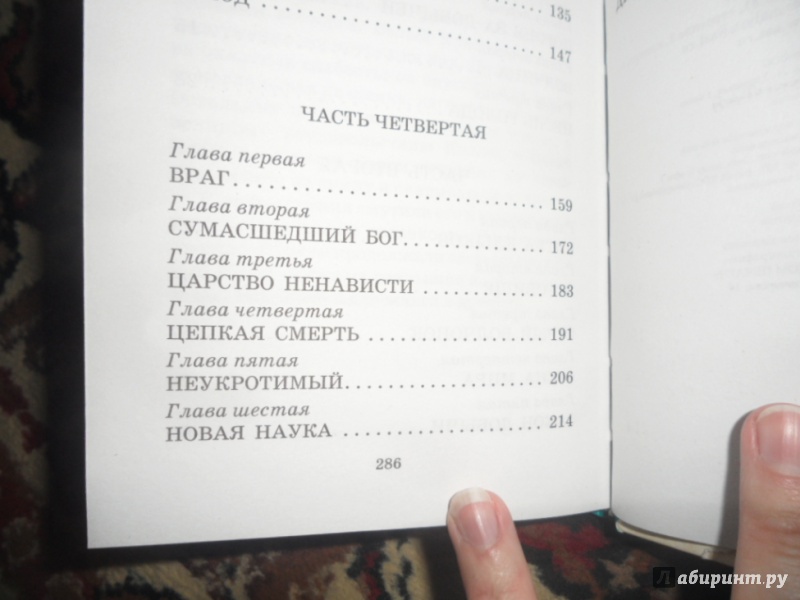 135
147
ЧАСТЬ ЧЕТВЕРТАЯ
Глава первая
ВРАГ. . . . . . . . . . . . . . . . . . . . . . . . . . . . . 159
Глава вторая
СУМАСШЕДШИЙ БОГ. . . . . . . . . . . . . . 172
Глава третья
ЦАРСТВО НЕНАВИСТИ . . . . . . . . . . . . 183
Глава четвертая
ЦЕПКАЯ СМЕРТЬ . . . . . . . . . . . . . . . . . 191
Глава пятая
НЕУКРОТИМЫЙ. . . . . . . . . . . . . . . . . . . 206
Глава шестая
НОВАЯ НАУКА . . . . . . . . . . . . . . . . . . . 214
286
Лабиринт.ру